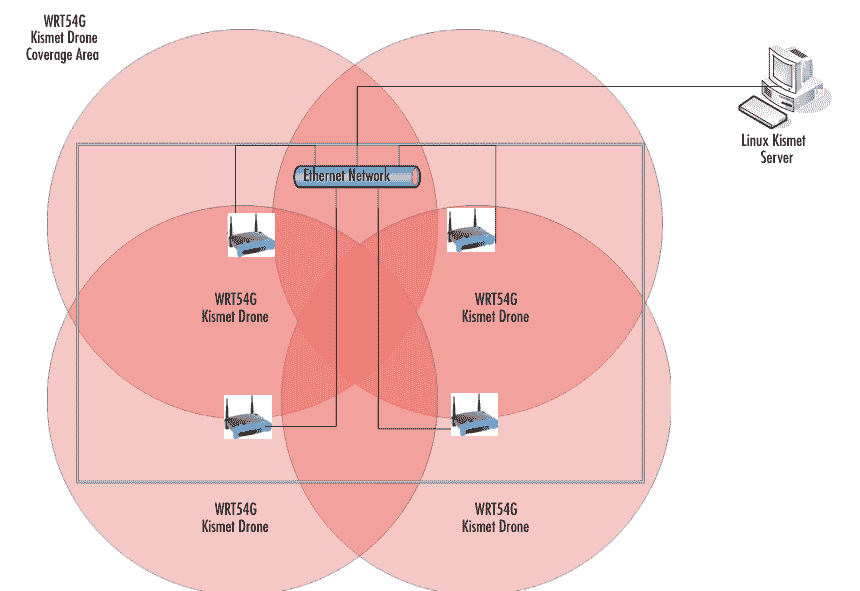 WRT54G
Kismet Drone
Coverage Area
Linux Kismet
Server
Ethernet Network
WRT54G
Kismet Drone
WRT54G
Kismet Drone
WRT54G
Kismet Drone
WRT54G
Kismet Drone